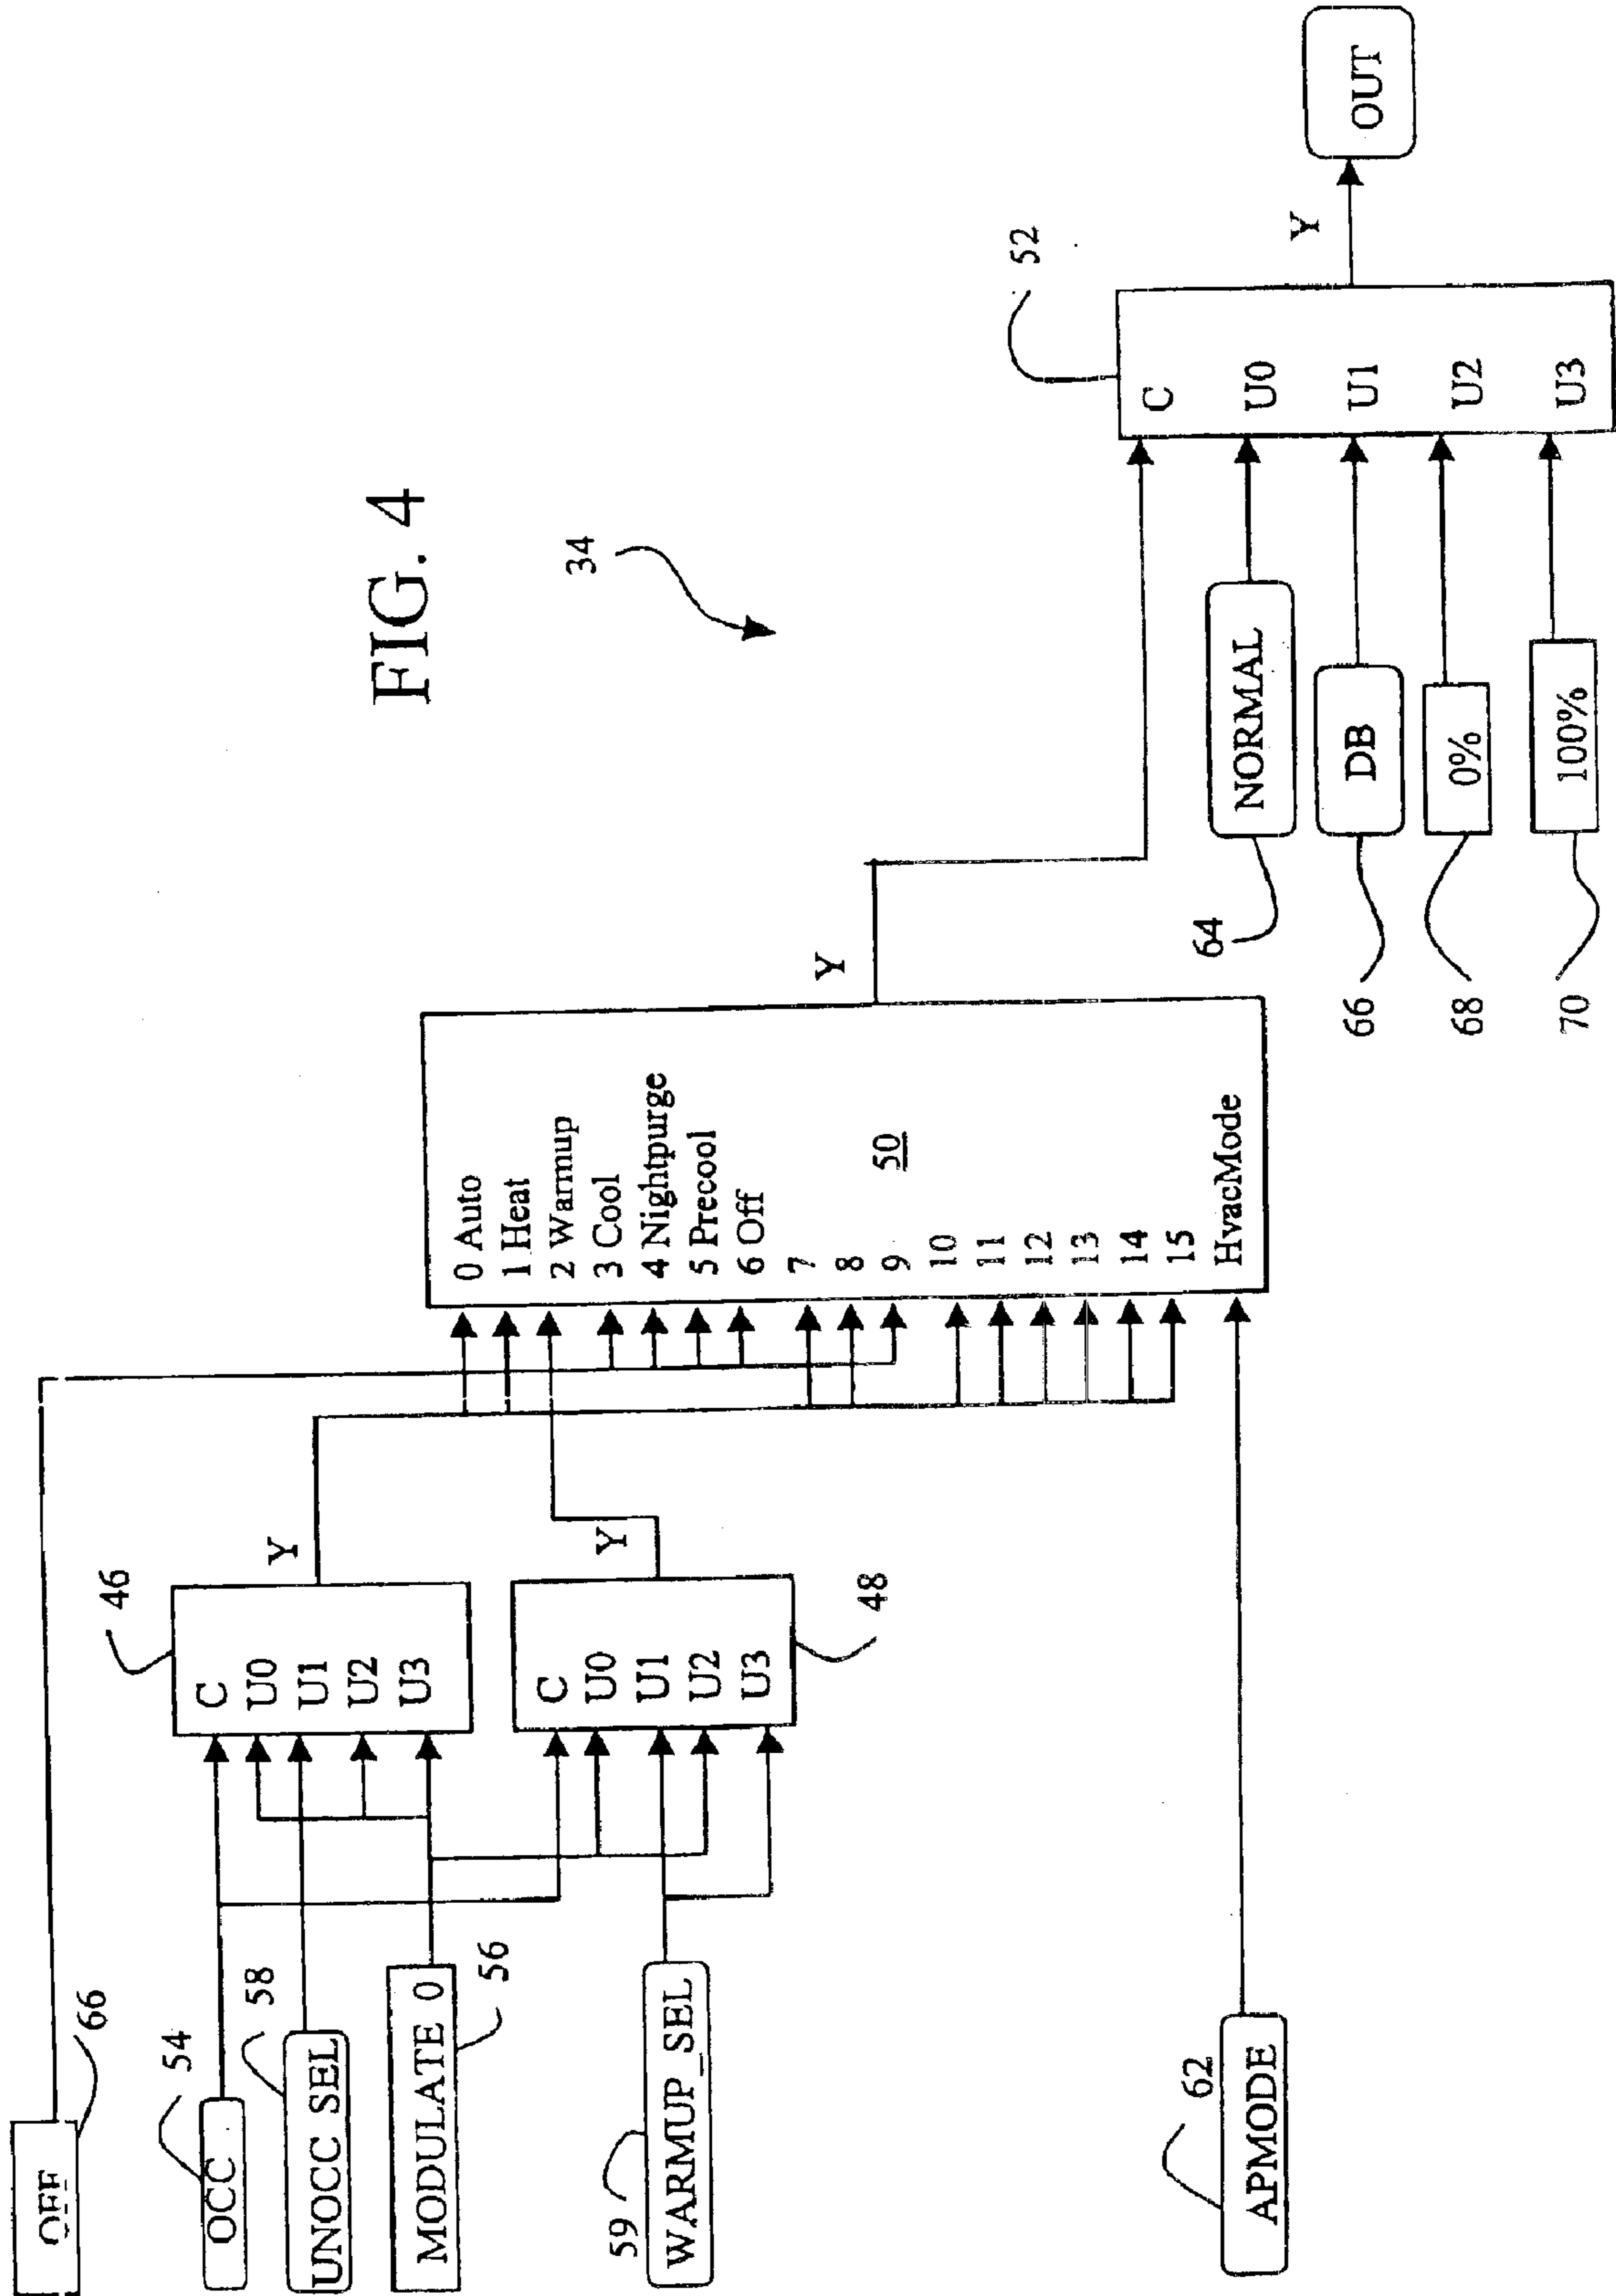 FIG. 4
34
OFF
66
OCC
54
UNOCC SEL
58
MODULATE 0
56
WARMUP_SEL
59
APMODE
62
46
C
U0
U1
U2
U3
Y
48
C
U0
U1
U2
U3
Y
0 Auto
1 Heat
2 Warmup
3 Cool
4 Nightpurge
5 Precool
6 Off
7
8
9
10
11
12
13
14
15
HvacMode
50
Y
NORMAL
64
DB
66
0%
68
100%
70
52
C
U0
U1
U2
U3
Y
OUT